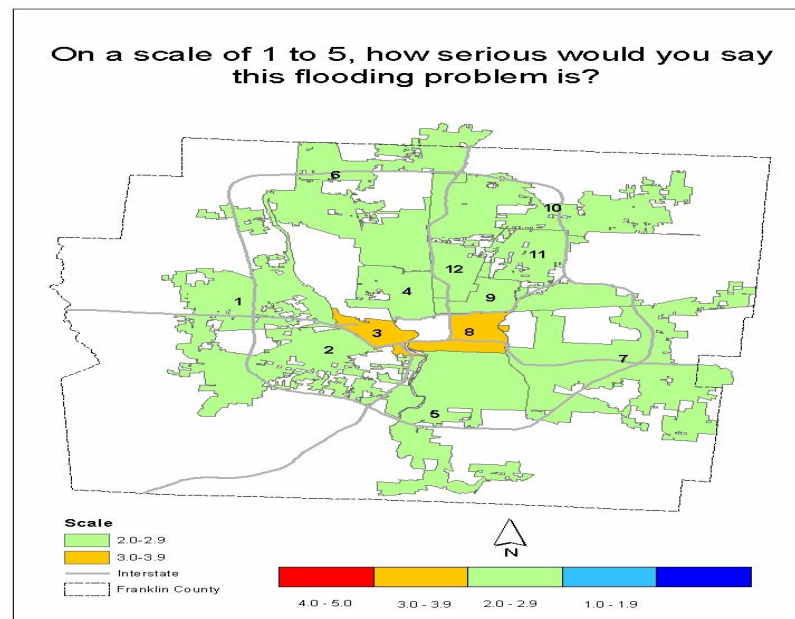 On a scale of 1 to 5, how serious would you say
this flooding problem is?
6
10
11
12
4
9
1
3
8
2
7
5
Scale
2.0-2.9
3.0-3.9
Interstate
Franklin County
N
4.0 - 5.0 3.0 - 3.9 2.0 - 2.9 1.0 - 1.9